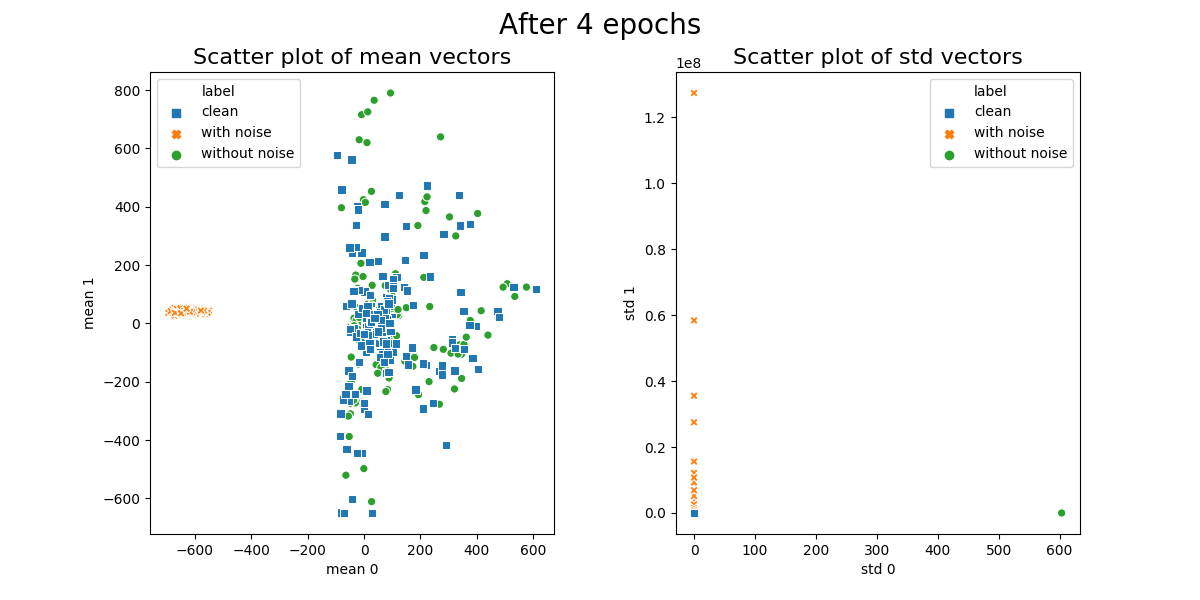 After 4 epochs
Scatter plot of mean vectors
label
clean
with noise
without noise
800
600
400
200
0
−200
−400
−600
mean 1
−600
−400
−200
0
200
400
600
mean 0
Scatter plot of std vectors
1e8
label
clean
with noise
without noise
1.2
1.0
0.8
0.6
0.4
0.2
0.0
std 1
0
100
200
300
400
500
600
std 0